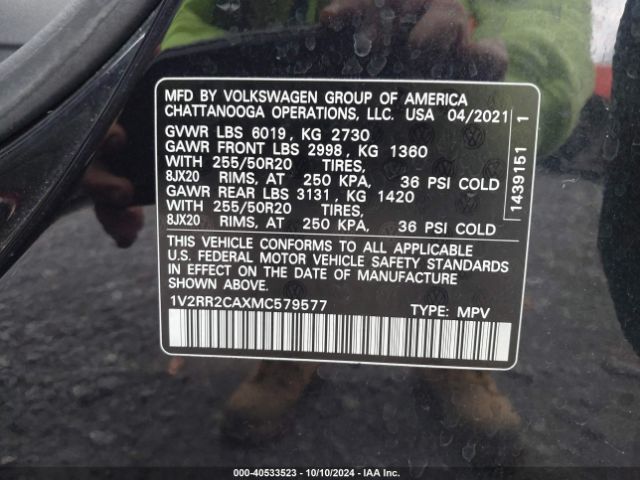 MFD BY VOLKSWAGEN GROUP OF AMERICA
CHATTANOOGA OPERATIONS, LLC. USA 04/2021
GVWR LBS 6019, KG 2730
GAWR FRONT LBS 2998, KG 1360
WITH 255/50R20 TIRES,
8JX20 RIMS, AT 250 KPA, 36 PSI COLD
GAWR REAR LBS 3131, KG 1420
WITH 255/50R20 TIRES,
8JX20 RIMS, AT 250 KPA, 36 PSI COLD
THIS VEHICLE CONFORMS TO ALL APPLICABLE
U.S. FEDERAL MOTOR VEHICLE SAFETY STANDARDS
IN EFFECT ON THE DATE OF MANUFACTURE
SHOWN ABOVE.
1V2RR2CAXMC579577 TYPE: MPV
1439151 1
000-40533523 - 10/10/2024 - IAA Inc.